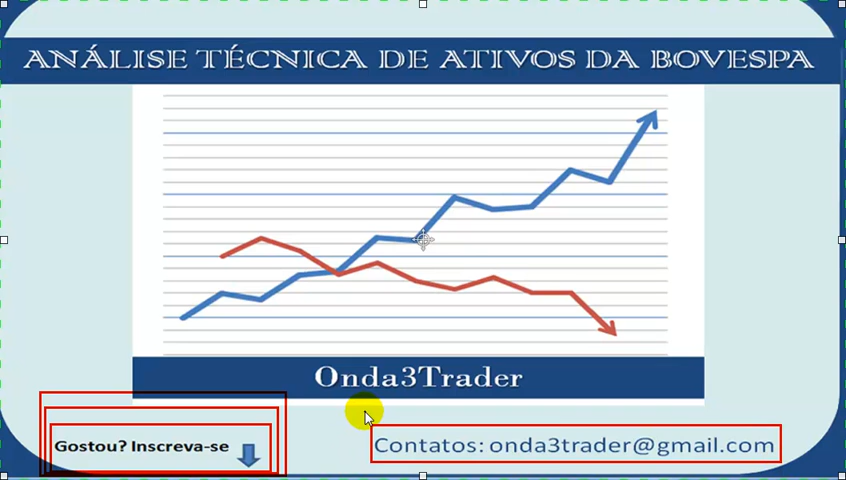 ANÁLISE TÉCNICA DE ATIVOS DA BOVESPA
Onda3Trader
Gostou? Inscreva-se
Contatos: onda3trader@gmail.com